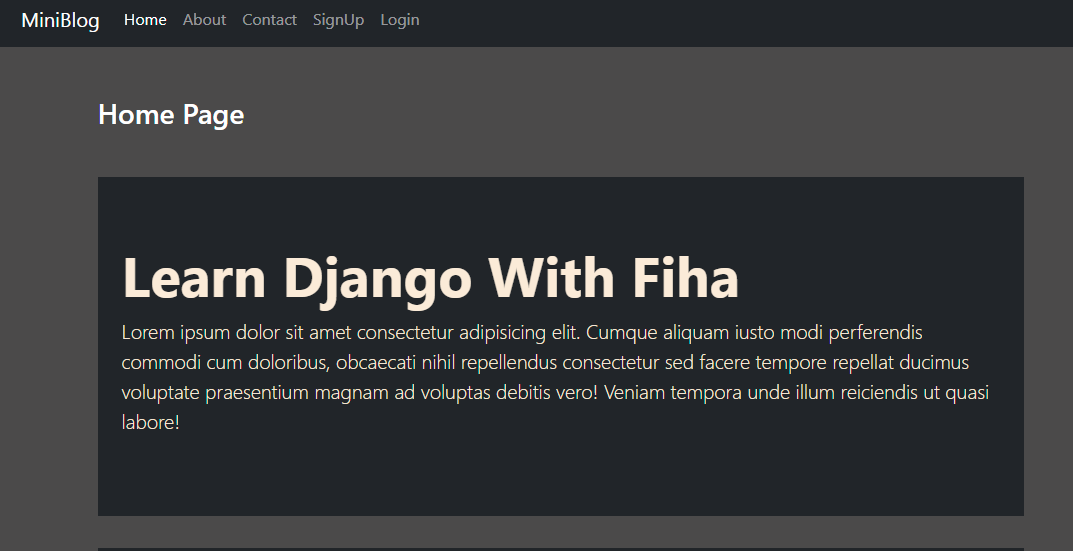 MiniBlog Home About Contact SignUp Login
Home Page
Learn Django With Fiha
Lorem ipsum dolor sit amet consectetur adipisicing elit. Cumque aliquam iusto modi perferendis
commodi cum doloribus, obcaecati nihil repellendus consectetur sed facere tempore repellat ducimus
voluptate praesentium magnam ad voluptas debitis vero! Veniam tempora unde illum reiciendis ut quasi
labore!